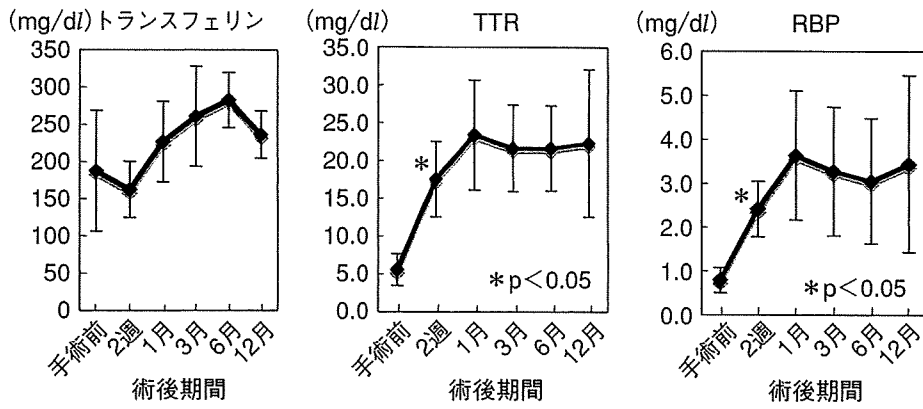 (mg/dl) トランスフェリン
350
300
250
200
150
100
50
0
手術前 2週 1月 3月 6月 12月
術後期間
(mg/dl) TTR
35.0
30.0
25.0
20.0
15.0
10.0
5.0
0.0
*
*p<0.05
手術前 2週 1月 3月 6月 12月
術後期間
(mg/dl) RBP
6.0
5.0
4.0
3.0
2.0
1.0
0.0
*
*p<0.05
手術前 2週 1月 3月 6月 12月
術後期間